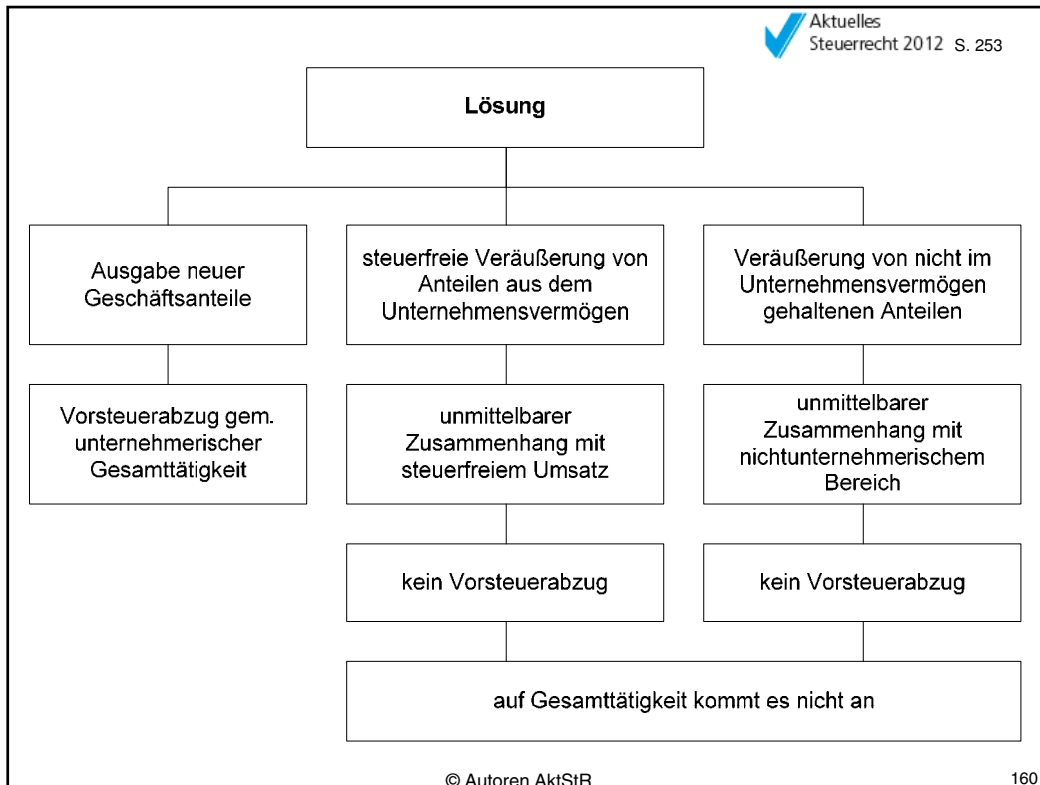 Aktuelles
Steuerrecht 2012 S. 253
Lösung
Ausgabe neuer
Geschäftsanteile
steuerfreie Veräußerung von
Anteilen aus dem
Unternehmensvermögen
Veräußerung von nicht im
Unternehmensvermögen
gehaltenen Anteilen
Vorsteuerabzug gem.
unternehmerischer
Gesamttätigkeit
unmittelbarer
Zusammenhang mit
steuerfreiem Umsatz
unmittelbarer
Zusammenhang mit
nichtunternehmerischem
Bereich
kein Vorsteuerabzug
kein Vorsteuerabzug
auf Gesamttätigkeit kommt es nicht an
© Autoren AktStR
160